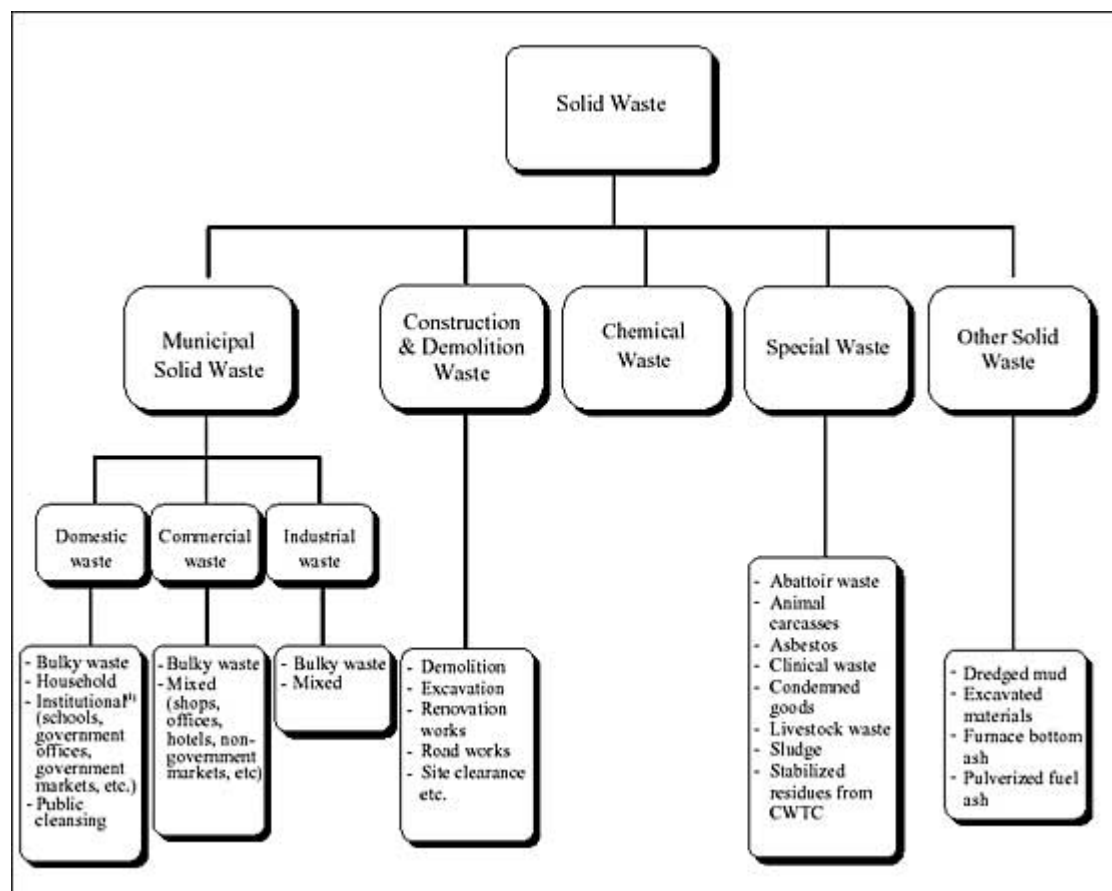 Solid Waste
Municipal
Solid Waste
Construction
& Demolition
Waste
Chemical
Waste
Special Waste
Other Solid
Waste
Domestic
waste
Commercial
waste
Industrial
waste
- Bulky waste
- Household
- Institutional
(schools,
government
offices,
government
markets, etc.)
- Public
cleansing
- Bulky waste
- Mixed
(shops,
offices,
hotels, non-
government
markets, etc)
- Bulky waste
- Mixed
- Demolition
- Excavation
- Renovation
works
- Road works
- Site clearance
etc.
- Abattoir waste
- Animal
carcasses
- Asbestos
- Clinical waste
- Condemned
goods
- Livestock waste
- Sludge
- Stabilized
residues from
CWTC
- Dredged mud
- Excavated
materials
- Furnace bottom
ash
- Pulverized fuel
ash